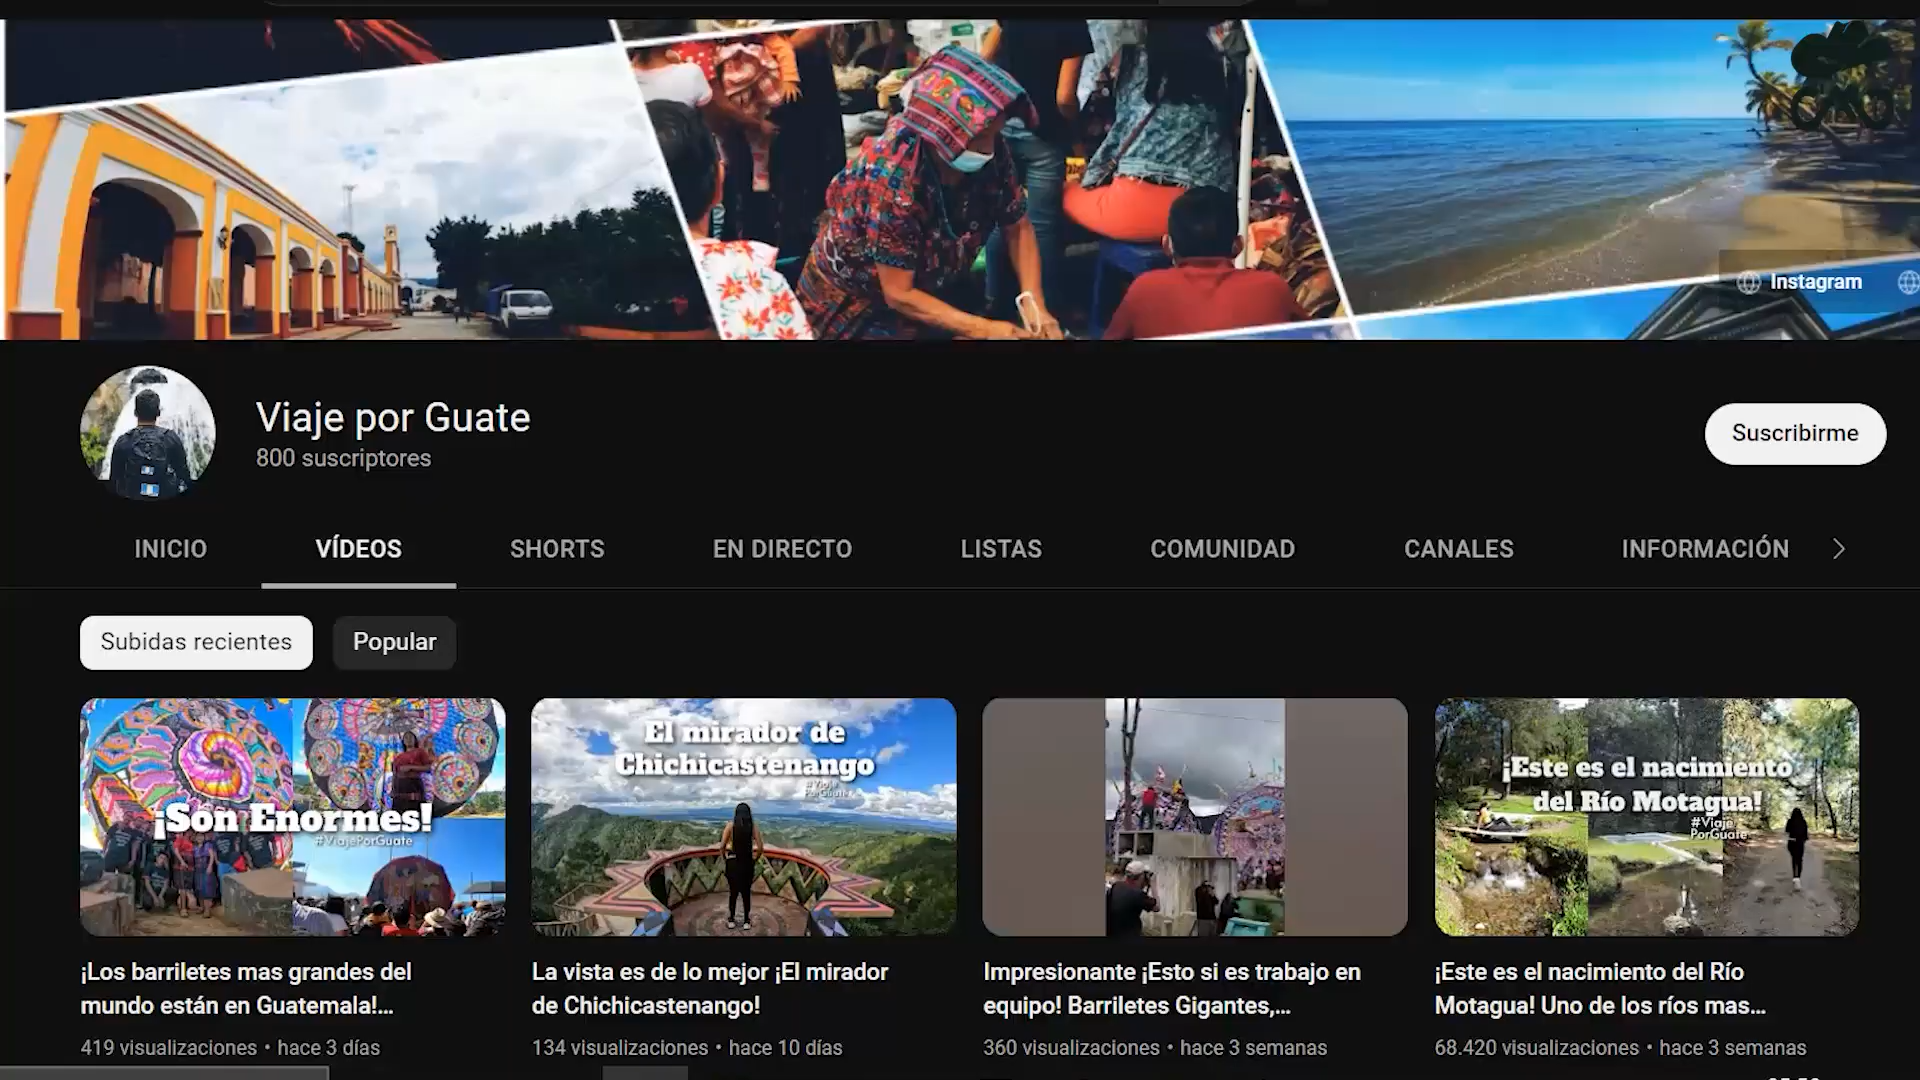 Instagram
Viaje por Guate
800 suscriptores
Suscribirme
INICIO
VÍDEOS
SHORTS
EN DIRECTO
LISTAS
COMUNIDAD
CANALES
INFORMACIÓN
Subidas recientes
Popular
¡Son Enormes!
#ViajePorGuate
El mirador de
Chichicastenango
#Viaje
PorGuate
¡Este es el nacimiento
del Río Motagua!
#Viaje
PorGuate
¡Los barriletes mas grandes del
mundo están en Guatemala!...
419 visualizaciones • hace 3 días
La vista es de lo mejor ¡El mirador
de Chichicastenango!
134 visualizaciones • hace 10 días
Impresionante ¡Esto si es trabajo en
equipo! Barriletes Gigantes,...
360 visualizaciones • hace 3 semanas
¡Este es el nacimiento del Río
Motagua! Uno de los ríos mas...
68.420 visualizaciones • hace 3 semanas